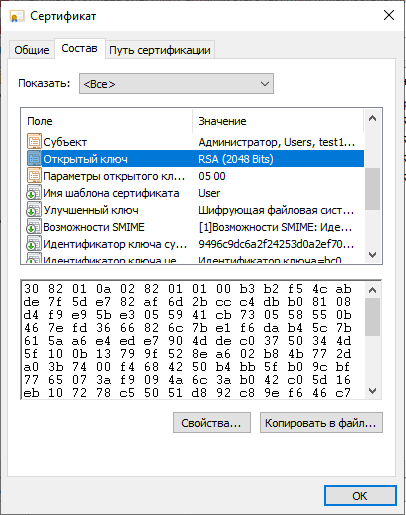 Сертификат
Общие Состав Путь сертификации
Показать: <Все>
Поле Значение
Субъект Администратор, Users, test1...
Открытый ключ RSA (2048 Bits)
Параметры открытого кл... 05 00
Имя шаблона сертификата User
Улучшенный ключ Шифрующая файловая сист...
Возможности SMIME [1]Возможности SMIME: Иде...
Идентификатор ключа су... 9496c9dc6a2f24253d0a2ef70...
Идентификатор ключа це... Идентификатор ключа=bc0...
30 82 01 0a 02 82 01 01 00 b3 b2 f5 4c ab
de 7f 5d e7 82 af 6d 2b cc c4 db b0 81 08
d4 f9 e9 5b e3 05 59 41 cb 73 05 58 55 0b
46 7e fd 36 66 82 6c 7b e1 f6 da b4 5c 7b
61 5a a6 e4 ed e7 90 4d de c0 37 50 34 4d
5f 10 0b 13 79 9f 52 8e a6 02 b8 4b 77 2d
a0 3b 74 00 f4 68 42 50 b4 bb 5f b0 9c bf
77 65 07 3a f9 09 4a 6c 3a b0 42 c0 5d 16
eb 10 72 78 c5 50 51 d8 92 c8 9e f6 46 c7
Свойства... Копировать в файл...
OK